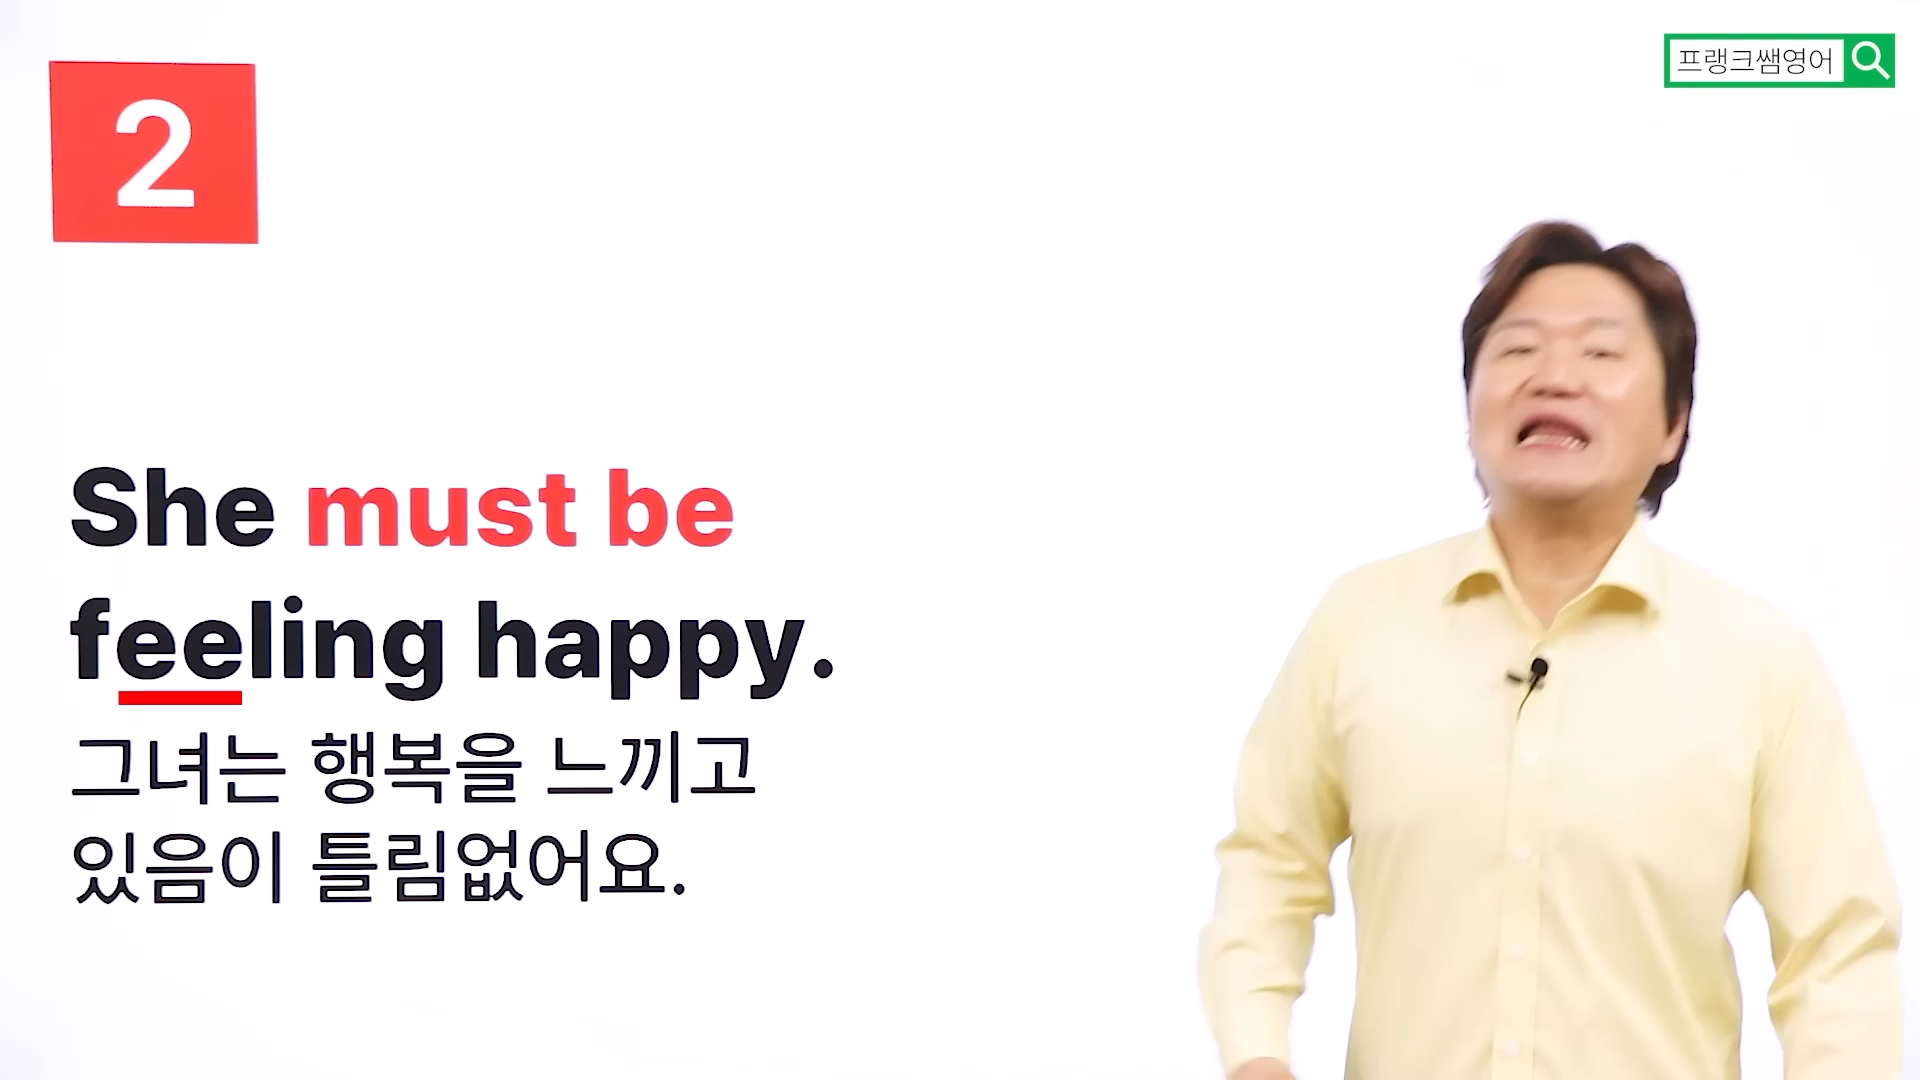 프랭크쌤영어
2
She must be
feeling happy.
그녀는 행복을 느끼고
있음이 틀림없어요.